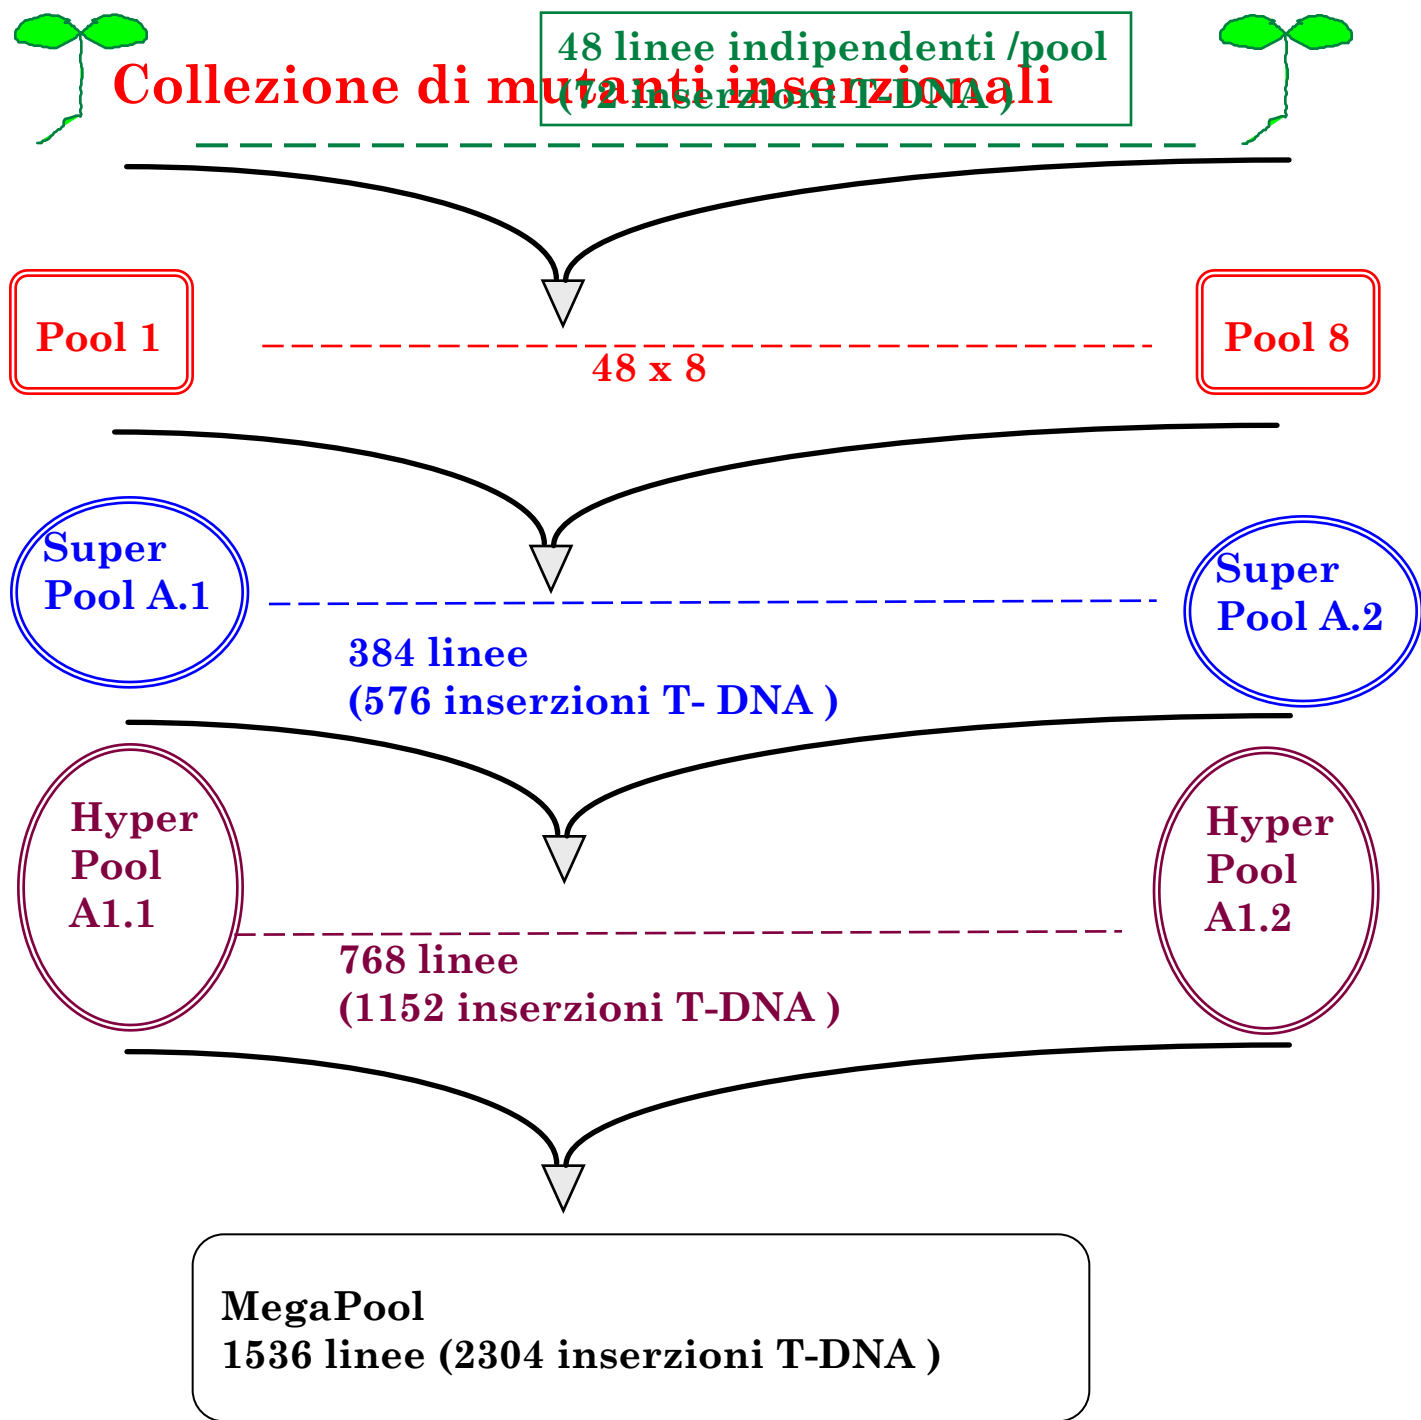 48 linee indipendenti /pool
Collezione di mutanti inserzionali
(72 inserzioni T-DNA )
Pool 1
Pool 8
48 x 8
Super
Pool A.1
Super
Pool A.2
384 linee
(576 inserzioni T- DNA )
Hyper
Pool
A1.1
Hyper
Pool
A1.2
768 linee
(1152 inserzioni T-DNA )
MegaPool
1536 linee (2304 inserzioni T-DNA )